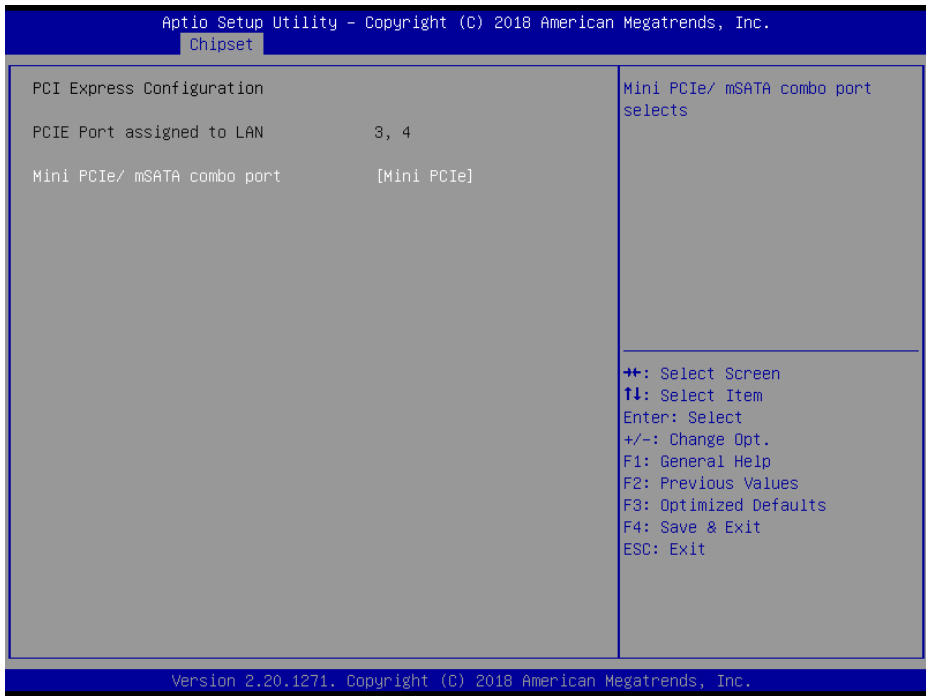 Aptio Setup Utility – Copyright (C) 2018 American Megatrends, Inc.
Chipset
PCI Express Configuration
PCIE Port assigned to LAN 3, 4
Mini PCIe/ mSATA combo port [Mini PCIe]
Mini PCIe/ mSATA combo port
selects
→←: Select Screen
↑↓: Select Item
Enter: Select
+/-: Change Opt.
F1: General Help
F2: Previous Values
F3: Optimized Defaults
F4: Save & Exit
ESC: Exit
Version 2.20.1271. Copyright (C) 2018 American Megatrends, Inc.